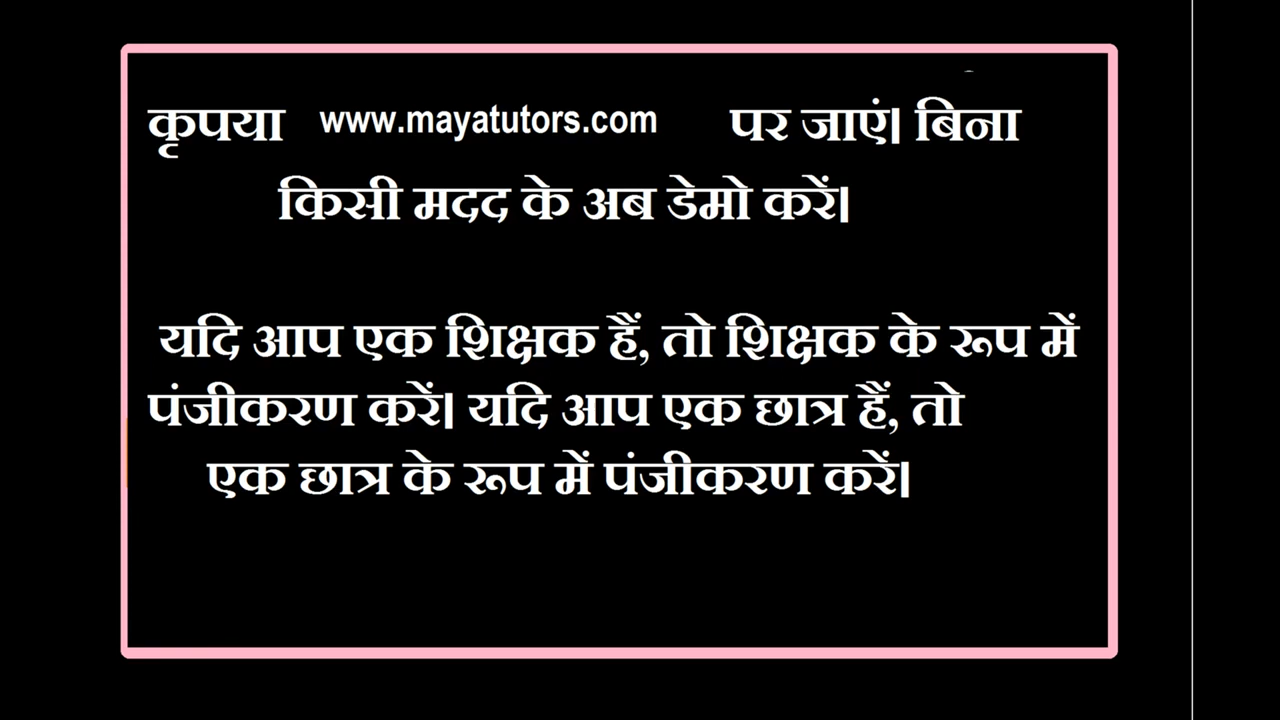 कृपया www.mayatutors.com पर जाएं। बिना
किसी मदद के अब डेमो करें।
यदि आप एक शिक्षक हैं, तो शिक्षक के रूप में
पंजीकरण करें। यदि आप एक छात्र हैं, तो
एक छात्र के रूप में पंजीकरण करें।